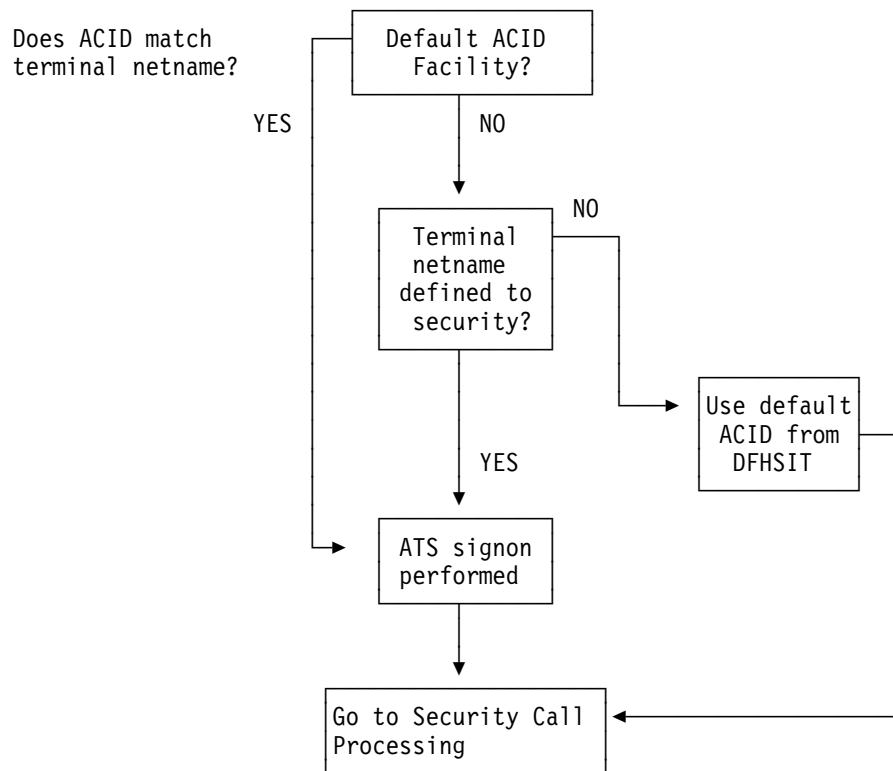 Does ACID match
terminal netname?
Default ACID
Facility?
YES
NO
NO
Terminal
netname
defined to
security?
Use default
ACID from
DFHSIT
YES
ATS signon
performed
Go to Security Call
Processing